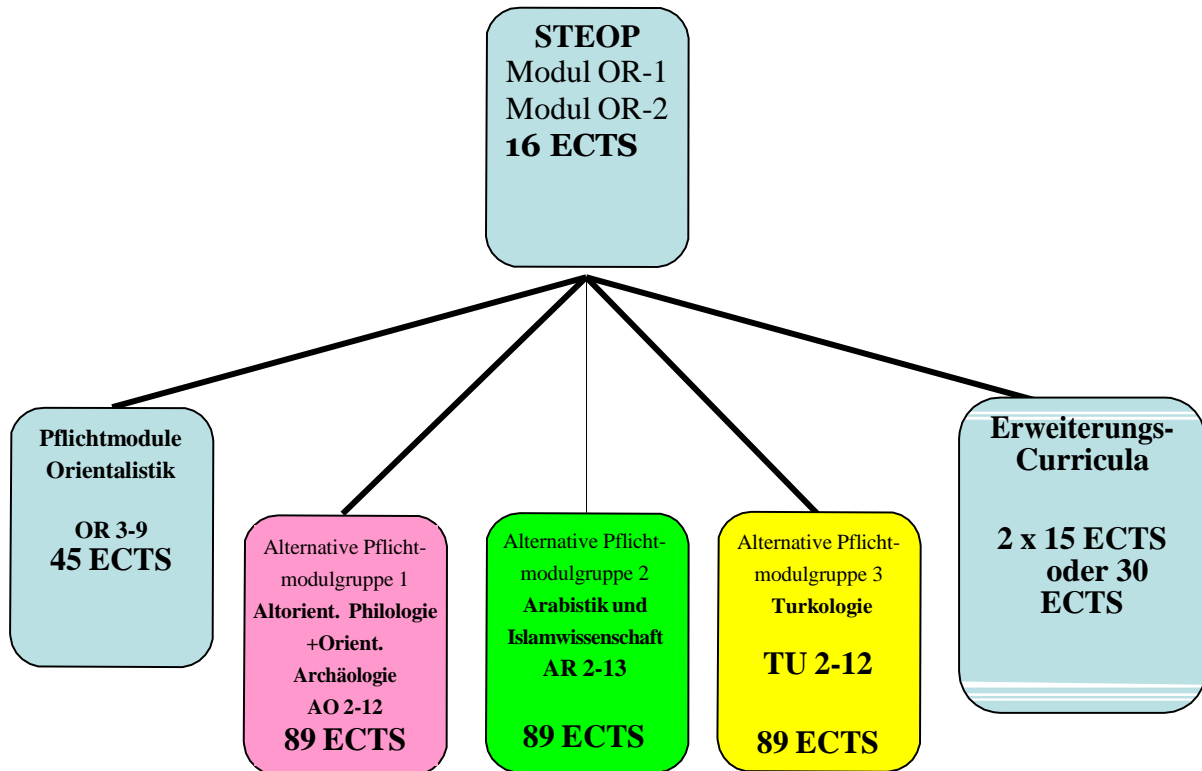 STEOP
Modul OR-1
Modul OR-2
16 ECTS
Pflichtmodule
Orientalistik
OR 3-9
45 ECTS
Alternative Pflicht-
modulgruppe 1
Altorient. Philologie
+Orient.
Archäologie
AO 2-12
89 ECTS
Alternative Pflicht-
modulgruppe 2
Arabistik und
Islamwissenschaft
AR 2-13
89 ECTS
Alternative Pflicht-
modulgruppe 3
Turkologie
TU 2-12
89 ECTS
Erweiterungs-
Curricula
2 x 15 ECTS
oder 30
ECTS